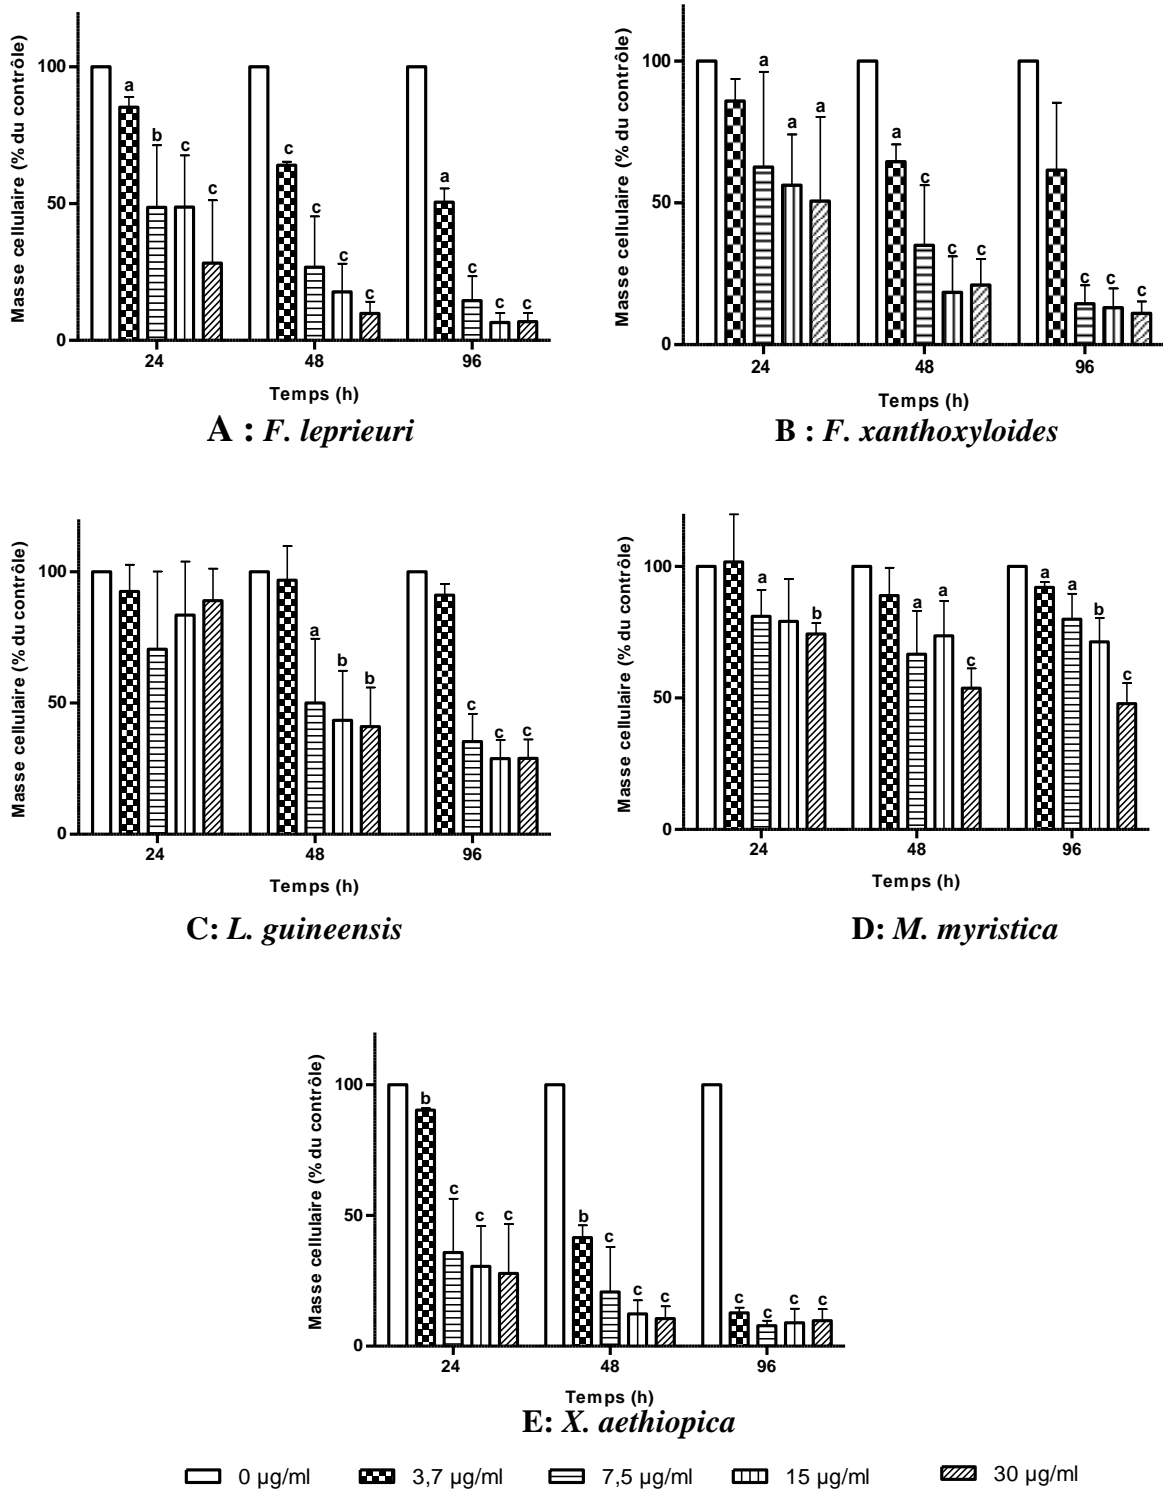 Masse cellulaire (% du contrôle)
100
50
0
a
b
c
c
c
c
c
c
a
c
c
c
24
48
96
Temps (h)
A : F. leprieuri
Masse cellulaire (% du contrôle)
100
50
0
a
a
a
a
c
c
c
c
c
c
24
48
96
Temps (h)
B : F. xanthoxyloides
Masse cellulaire (% du contrôle)
100
50
0
a
b
b
c
c
c
24
48
96
Temps (h)
C: L. guineensis
Masse cellulaire (% du contrôle)
100
50
0
a
b
a
a
c
a
a
b
c
24
48
96
Temps (h)
D: M. myristica
Masse cellulaire (% du contrôle)
100
50
0
b
c
c
c
b
c
c
c
c
c
c
c
24
48
96
Temps (h)
E: X. aethiopica
0 µg/ml 3,7 µg/ml 7,5 µg/ml 15 µg/ml 30 µg/ml